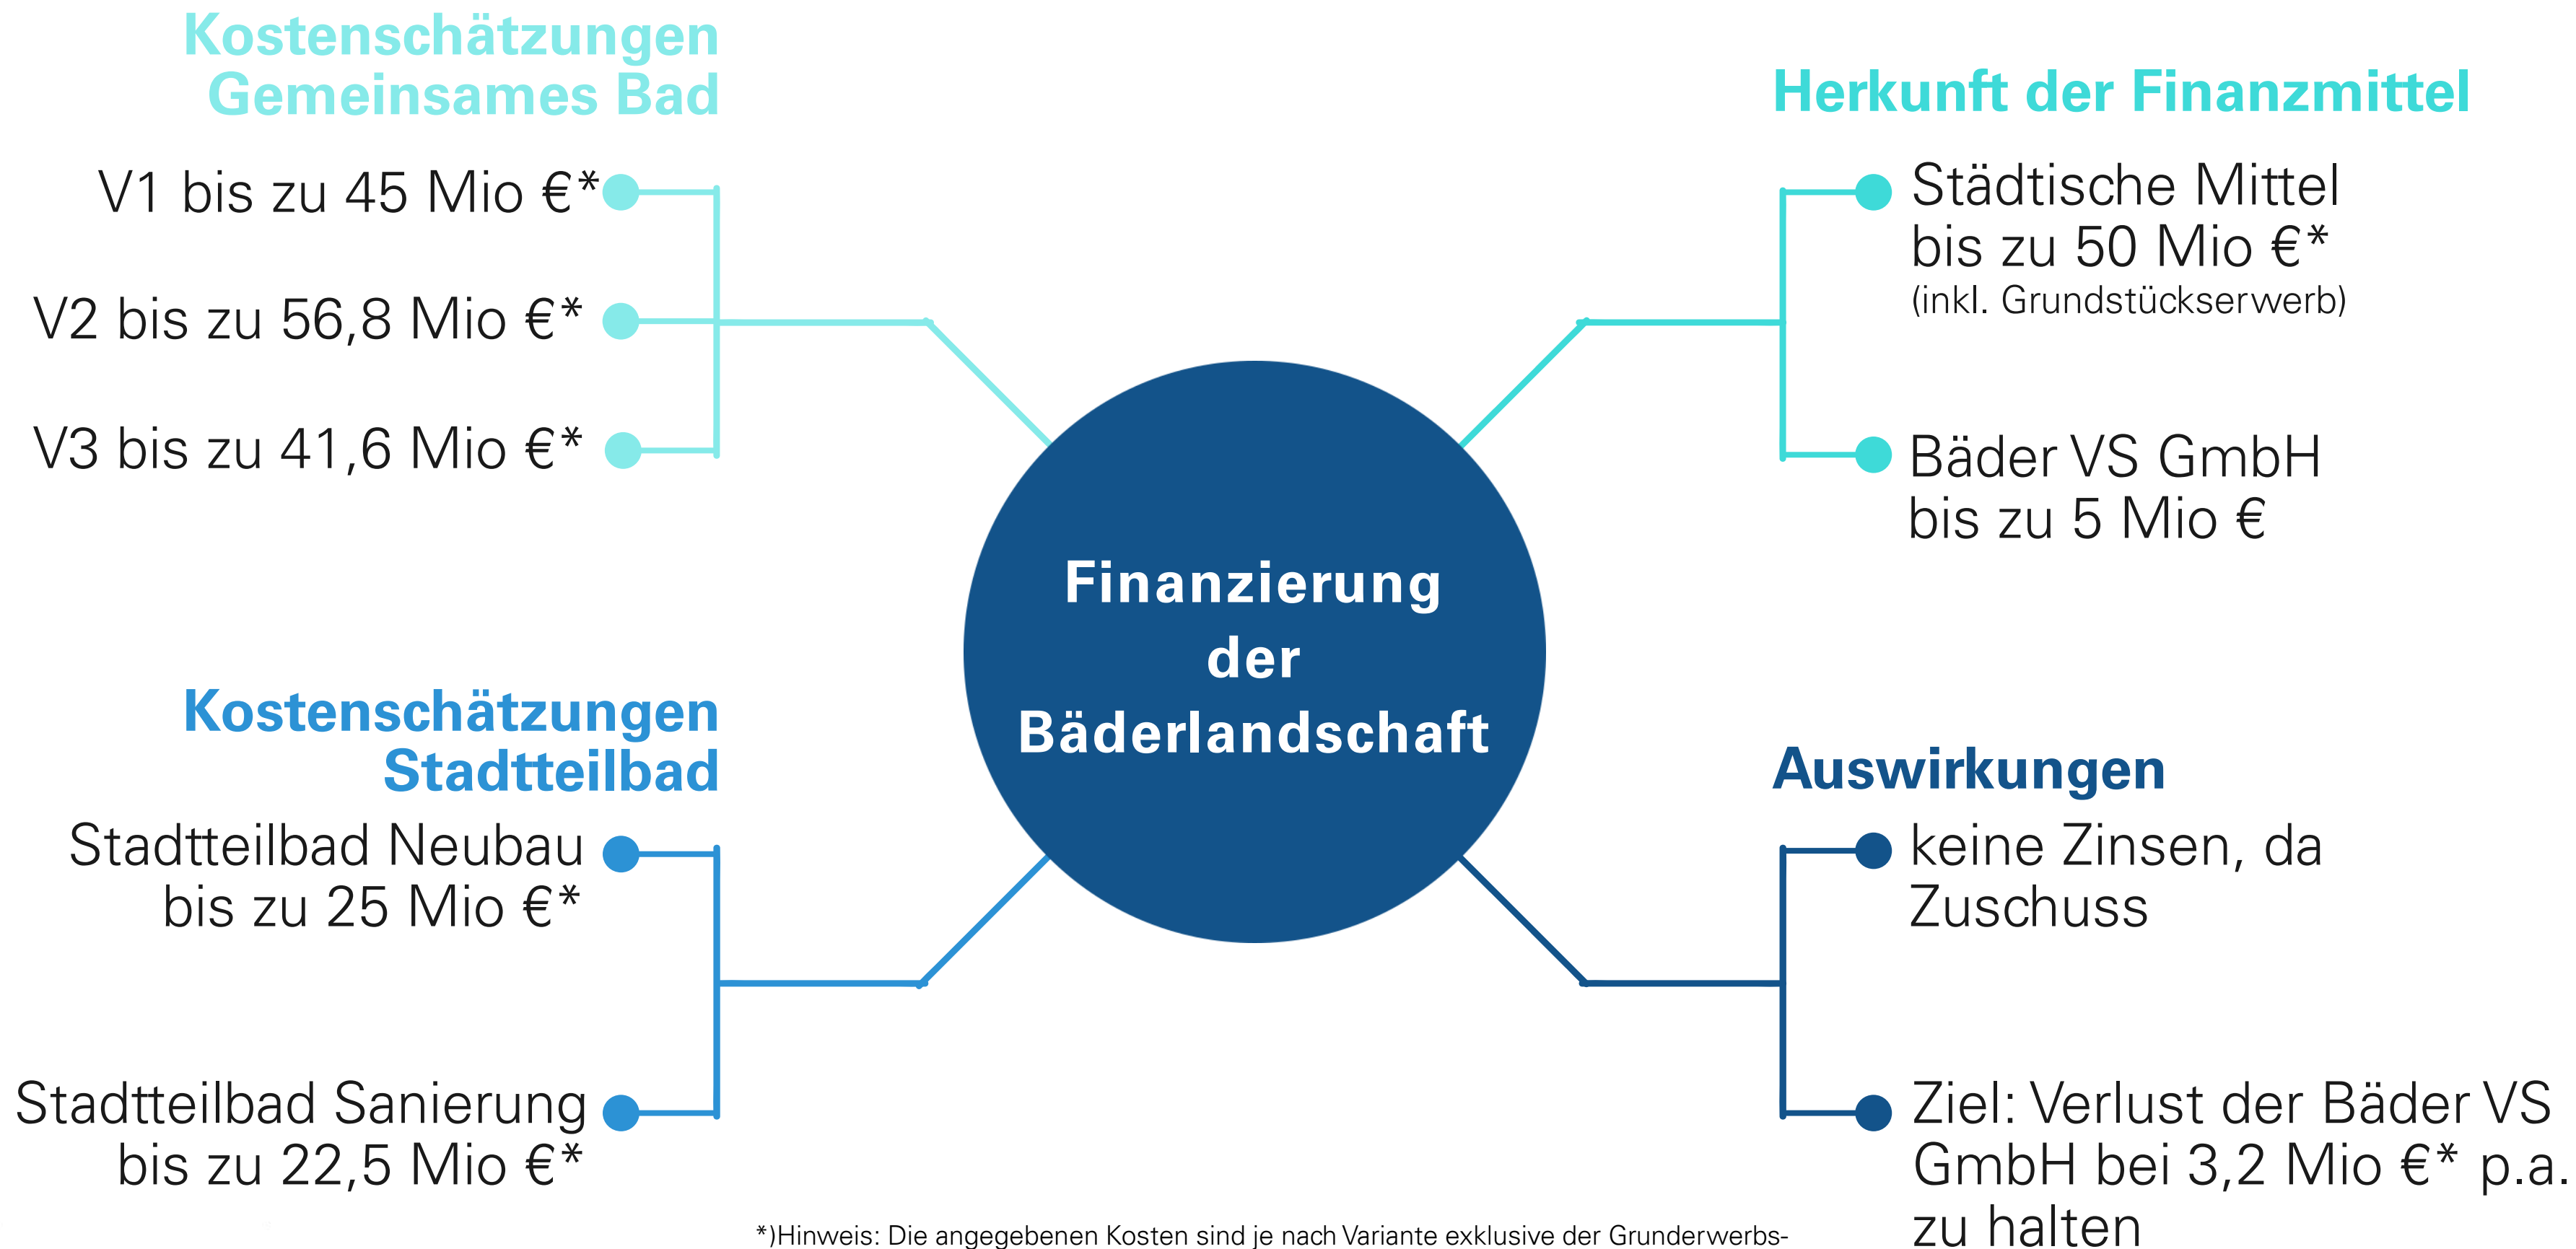 Kostenschätzungen
Gemeinsames Bad
V1 bis zu 45 Mio €*
V2 bis zu 56,8 Mio €*
V3 bis zu 41,6 Mio €*
Herkunft der Finanzmittel
Städtische Mittel
bis zu 50 Mio €*
(inkl. Grundstückserwerb)
Bäder VS GmbH
bis zu 5 Mio €
Finanzierung
der
Bäderlandschaft
Kostenschätzungen
Stadtteilbad
Stadtteilbad Neubau
bis zu 25 Mio €*
Stadtteilbad Sanierung
bis zu 22,5 Mio €*
Auswirkungen
keine Zinsen, da
Zuschuss
Ziel: Verlust der Bäder VS
GmbH bei 3,2 Mio €* p.a.
zu halten
*)Hinweis: Die angegebenen Kosten sind je nach Variante exklusive der Grunderwerbs-